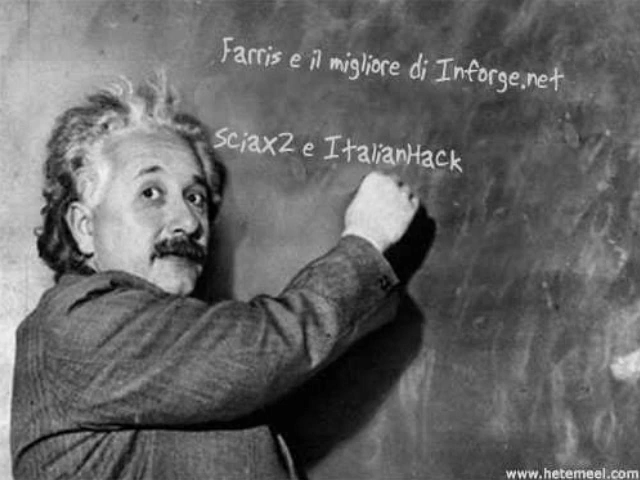 Farris e il migliore di Inforge.net
sciax2 e ItalianHack
www.hetemeel.com